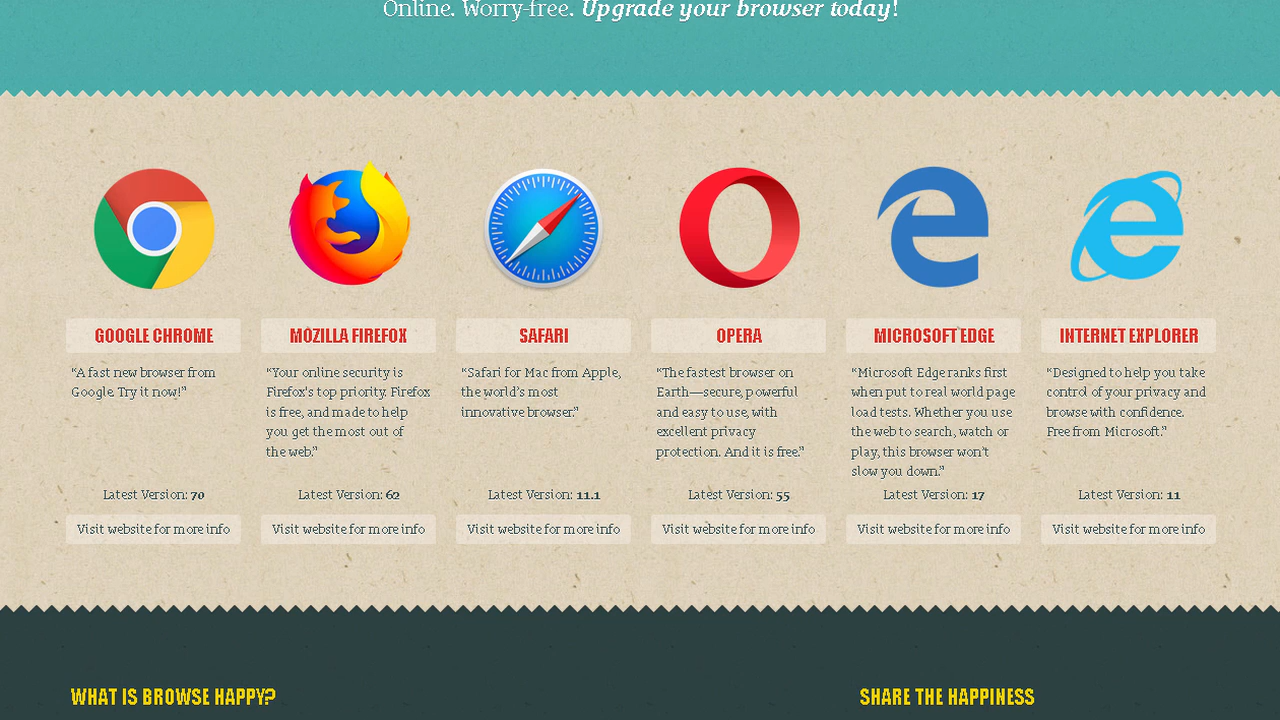 Online. Worry-free. Upgrade your browser today!
GOOGLE CHROME
"A fast new browser from
Google. Try it now!"
Latest Version: 70
Visit website for more info
MOZILLA FIREFOX
"Your online security is
Firefox's top priority. Firefox
is free, and made to help
you get the most out of
the web."
Latest Version: 62
Visit website for more info
SAFARI
"Safari for Mac from Apple,
the world's most
innovative browser."
Latest Version: 11.1
Visit website for more info
OPERA
"The fastest browser on
Earth—secure, powerful
and easy to use, with
excellent privacy
protection. And it is free."
Latest Version: 55
Visit website for more info
MICROSOFT EDGE
"Microsoft Edge ranks first
when put to real world page
load tests. Whether you use
the web to search, watch or
play, this browser won't
slow you down."
Latest Version: 17
Visit website for more info
INTERNET EXPLORER
"Designed to help you take
control of your privacy and
browse with confidence.
Free from Microsoft."
Latest Version: 11
Visit website for more info
WHAT IS BROWSE HAPPY?
SHARE THE HAPPINESS